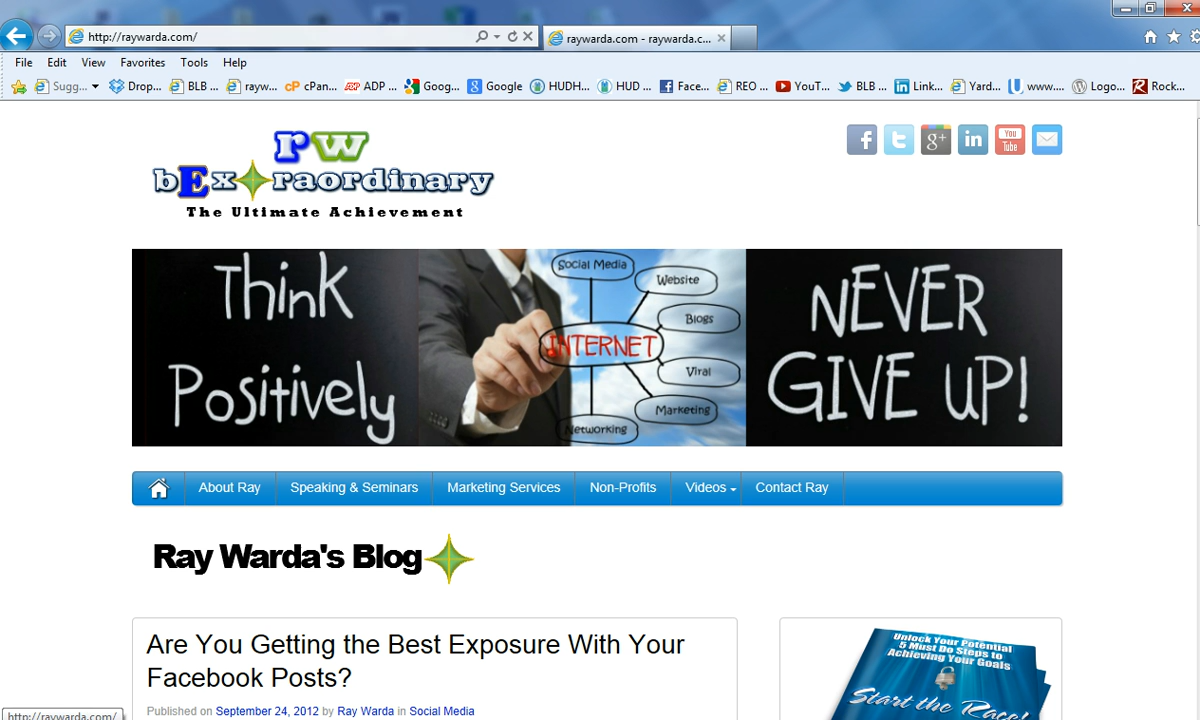 http://raywarda.com/
raywarda.com - raywarda.c...
File Edit View Favorites Tools Help
Sugg... Drop... BLB ... rayw... cPan... ADP ... Goog... Google HUDH... HUD ... Face... REO ... YouT... BLB ... Link... Yard... www.... Logo... Rock...
rw
bExtraordinary
The Ultimate Achievement
f t g+ in You Tube
Think
Positively
Social Media
Website
Blogs
INTERNET
Viral
Marketing
Networking
NEVER
GIVE UP!
About Ray Speaking & Seminars Marketing Services Non-Profits Videos Contact Ray
Ray Warda's Blog
Are You Getting the Best Exposure With Your
Facebook Posts?
Published on September 24, 2012 by Ray Warda in Social Media
Unlock Your Potential
5 Must Do Steps to
Achieving Your Goals
Start the Race!
http://raywarda.com/